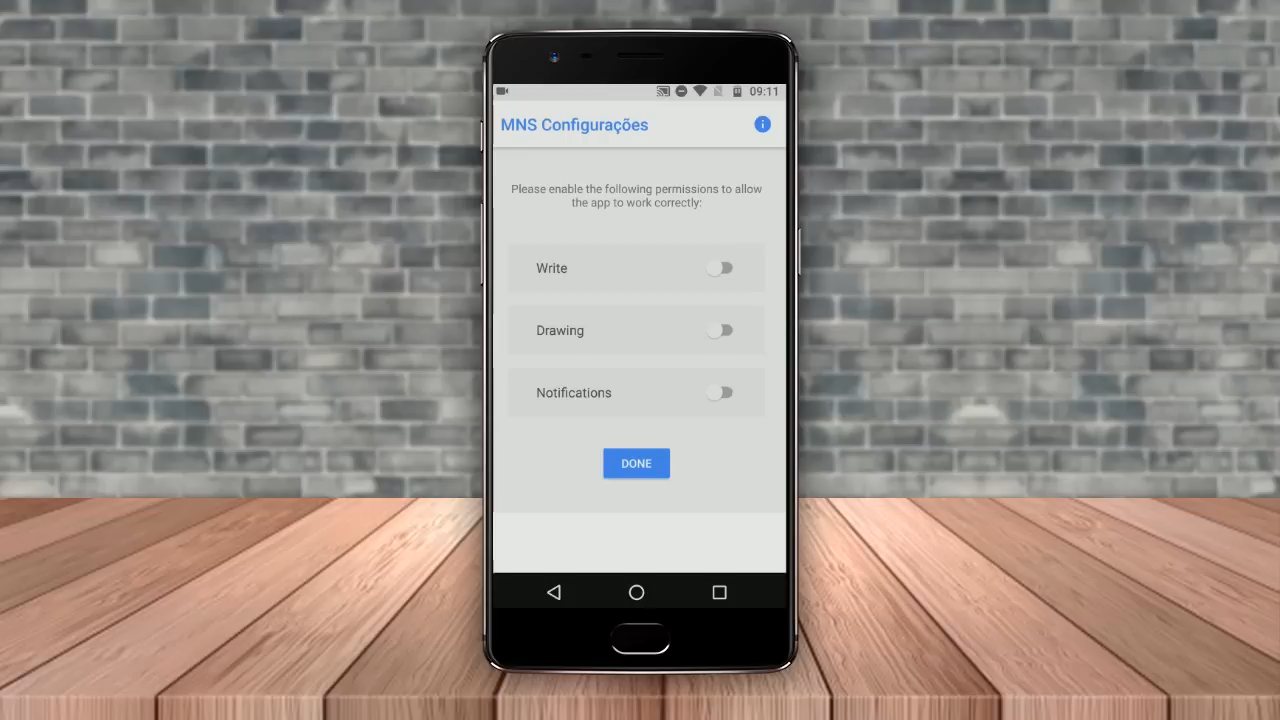 09:11
MNS Configurações
Please enable the following permissions to allow
the app to work correctly:
Write
Drawing
Notifications
DONE